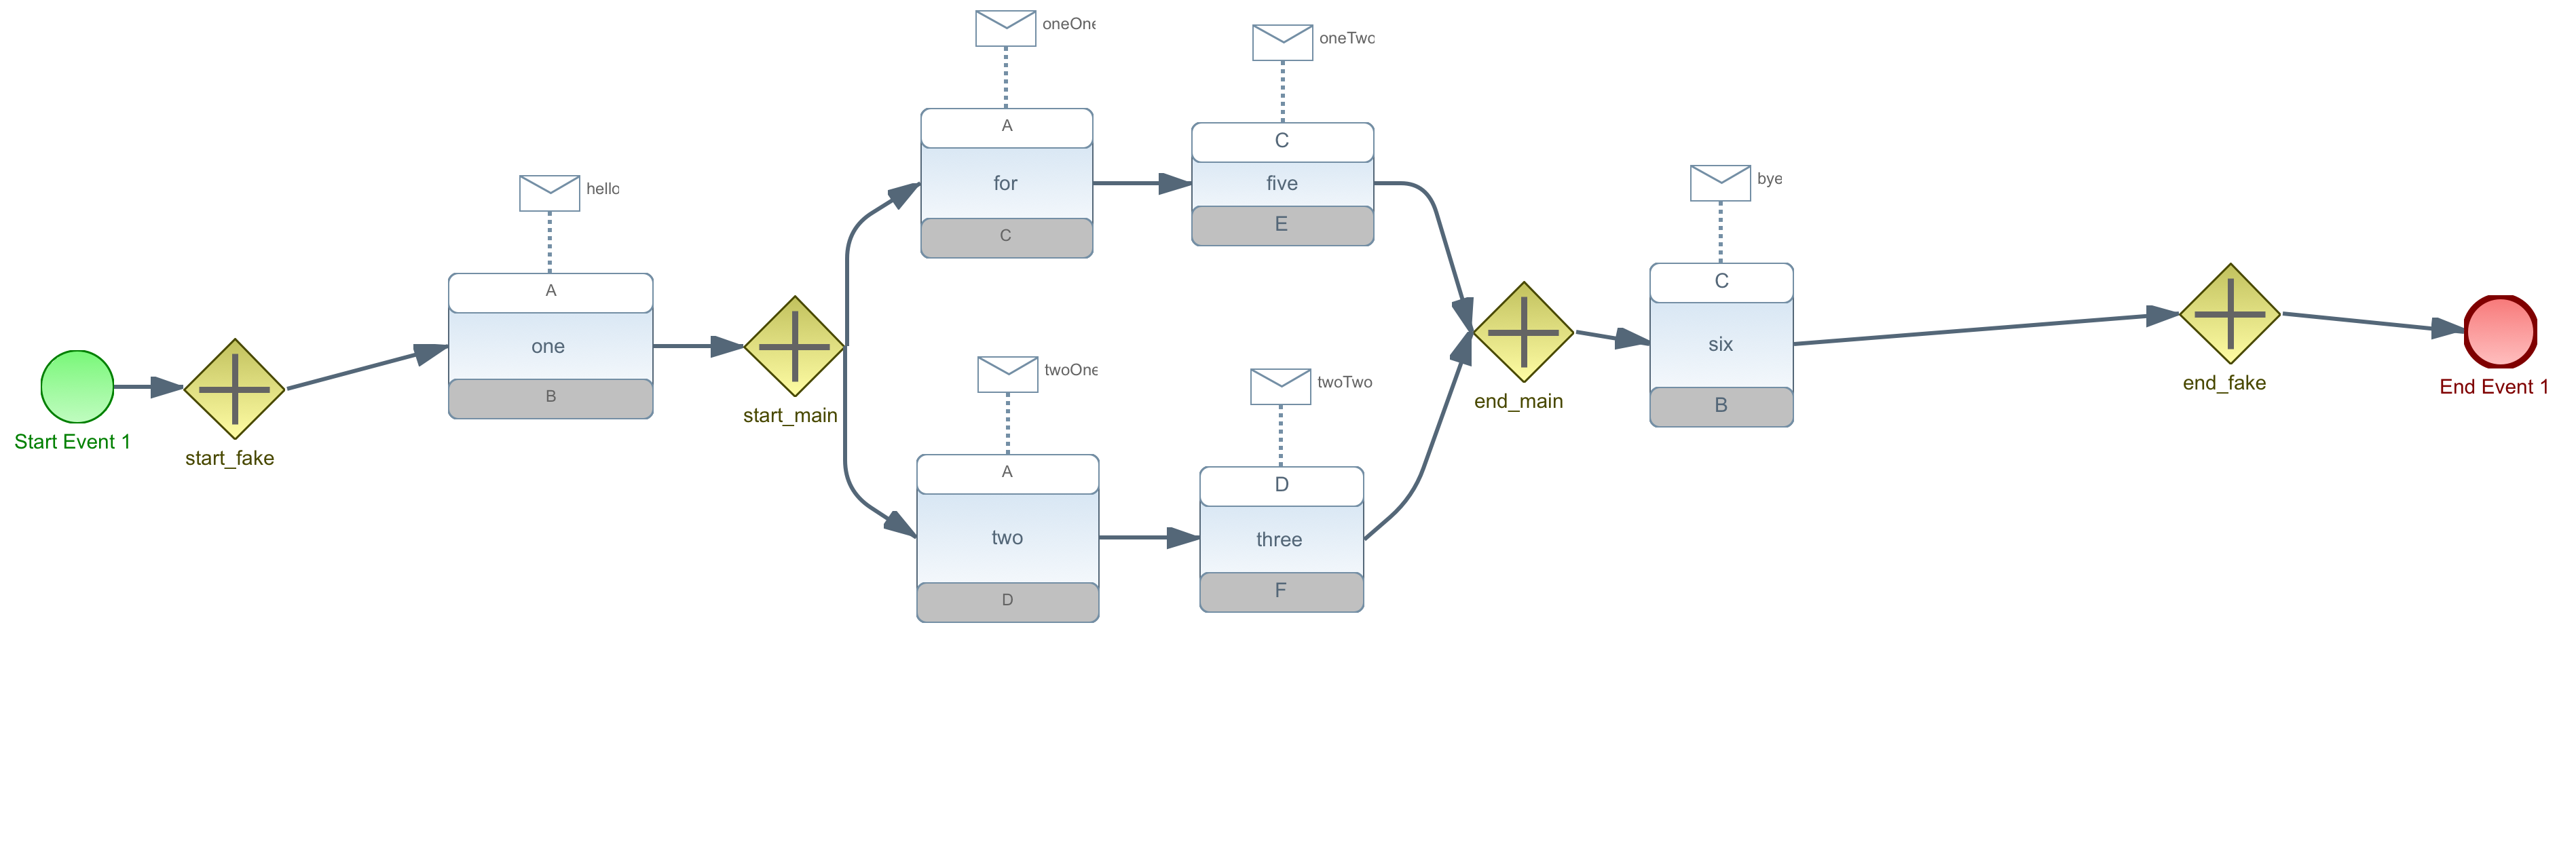 Start Event 1
start_fake
hello
A
one
B
start_main
oneOne
A
for
C
oneTwo
C
five
E
twoOne
A
two
D
twoTwo
D
three
F
end_main
bye
C
six
B
end_fake
End Event 1